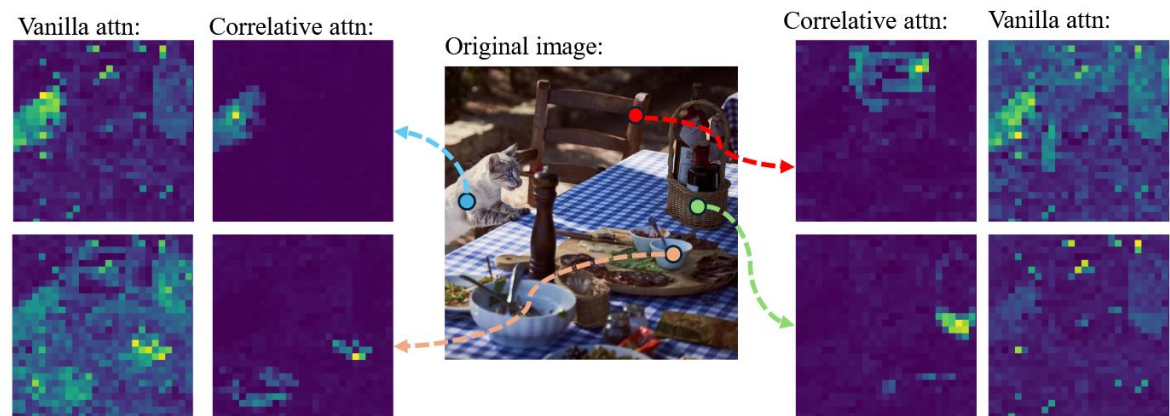 Vanilla attn:
Correlative attn:
Original image:
Correlative attn:
Vanilla attn: